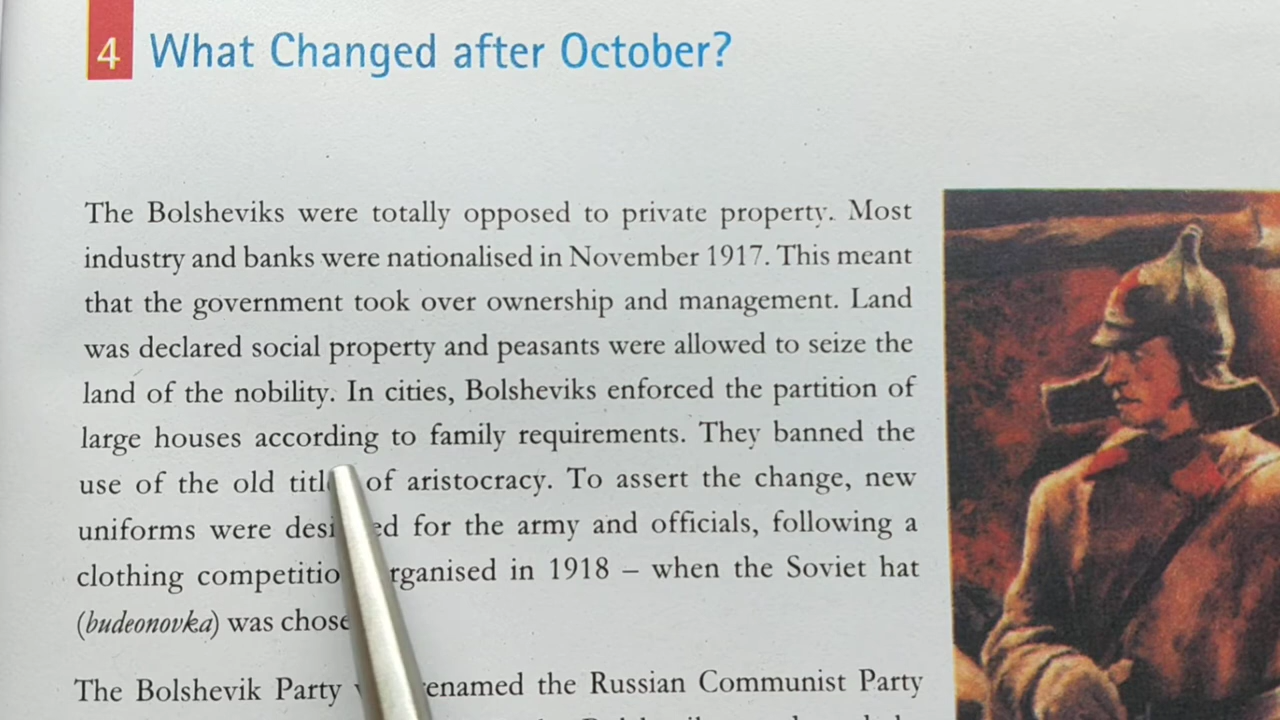 4 What Changed after October?
The Bolsheviks were totally opposed to private property. Most
industry and banks were nationalised in November 1917. This meant
that the government took over ownership and management. Land
was declared social property and peasants were allowed to seize the
land of the nobility. In cities, Bolsheviks enforced the partition of
large houses according to family requirements. They banned the
use of the old of aristocracy. To assert the change, new
uniforms were for the army and officials, following a
clothing in 1918 – when the Soviet hat
(budeonovka) was
The Bolshevik Party the Russian Communist Party